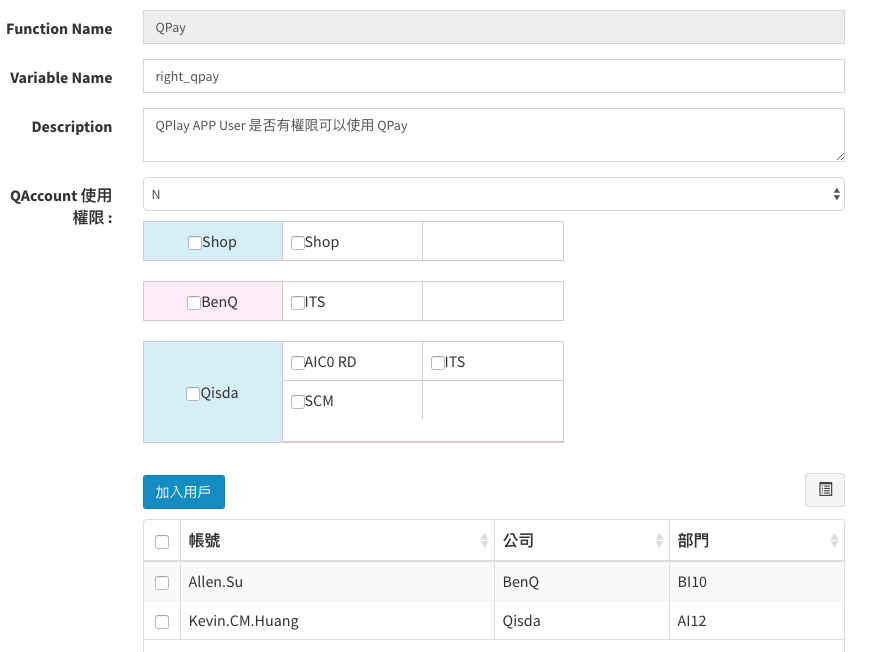 Function Name QPay
Variable Name right_qpay
Description QPlay APP User 是否有權限可以使用 QPay
QAccount 使用 N
權限 :
Shop Shop
BenQ ITS
AIC0 RD ITS
Qisda
SCM
加入用戶
帳號 公司 部門
Allen.Su BenQ BI10
Kevin.CM.Huang Qisda AI12